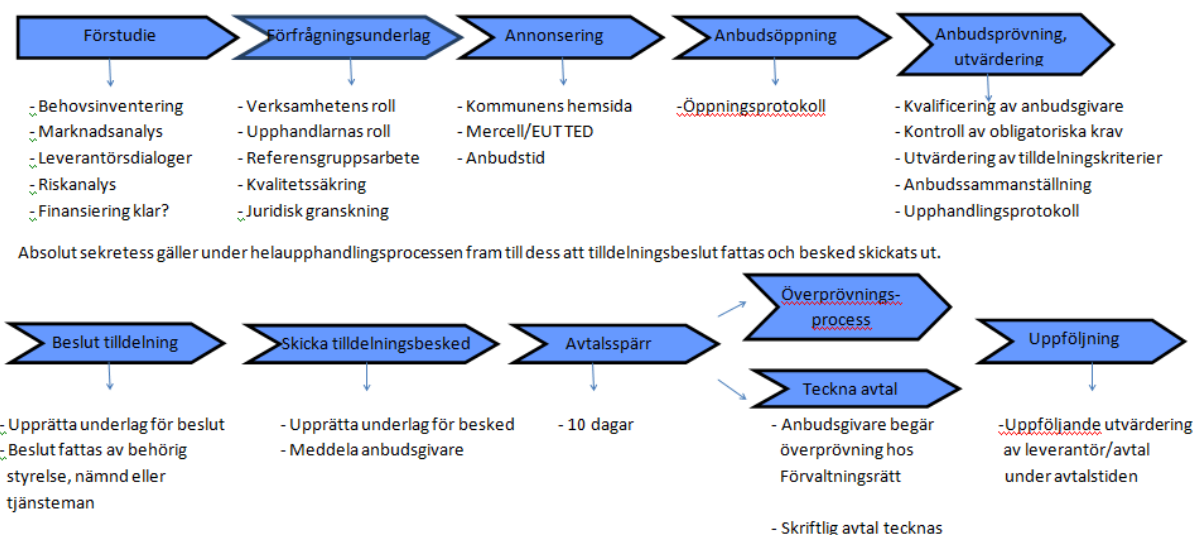 Förstudie
Förfrågningsunderlag
Annonsering
Anbudsöppning
Anbudsprövning,
utvärdering
- Behovsinventering
- Marknadsanalys
- Leverantörsdialoger
- Riskanalys
- Finansiering klar?
- Verksamhetens roll
- Upphandlarnas roll
- Referensgruppsarbete
- Kvalitetssäkring
- Juridisk granskning
- Kommunens hemsida
- Mercell/EUT TED
- Anbudstid
-Öppningsprotokoll
- Kvalificering av anbudsgivare
- Kontroll av obligatoriska krav
- Utvärdering av tilldelningskriterier
- Anbudssammanställning
- Upphandlingsprotokoll
Absolut sekretess gäller under helaupphandlingsprocessen fram till dess att tilldelningsbeslut fattas och besked skickats ut.
Beslut tilldelning
Skicka tilldelningsbesked
Avtalsspärr
Överprövnings-
process
Teckna avtal
Uppföljning
- Upprätta underlag för beslut
- Beslut fattas av behörig
styrelse, nämnd eller
tjänsteman
- Upprätta underlag för besked
- Meddela anbudsgivare
- 10 dagar
- Anbudsgivare begär
överprövning hos
Förvaltningsrätt
- Skriftlig avtal tecknas
-Uppföljande utvärdering
av leverantör/avtal
under avtalstiden